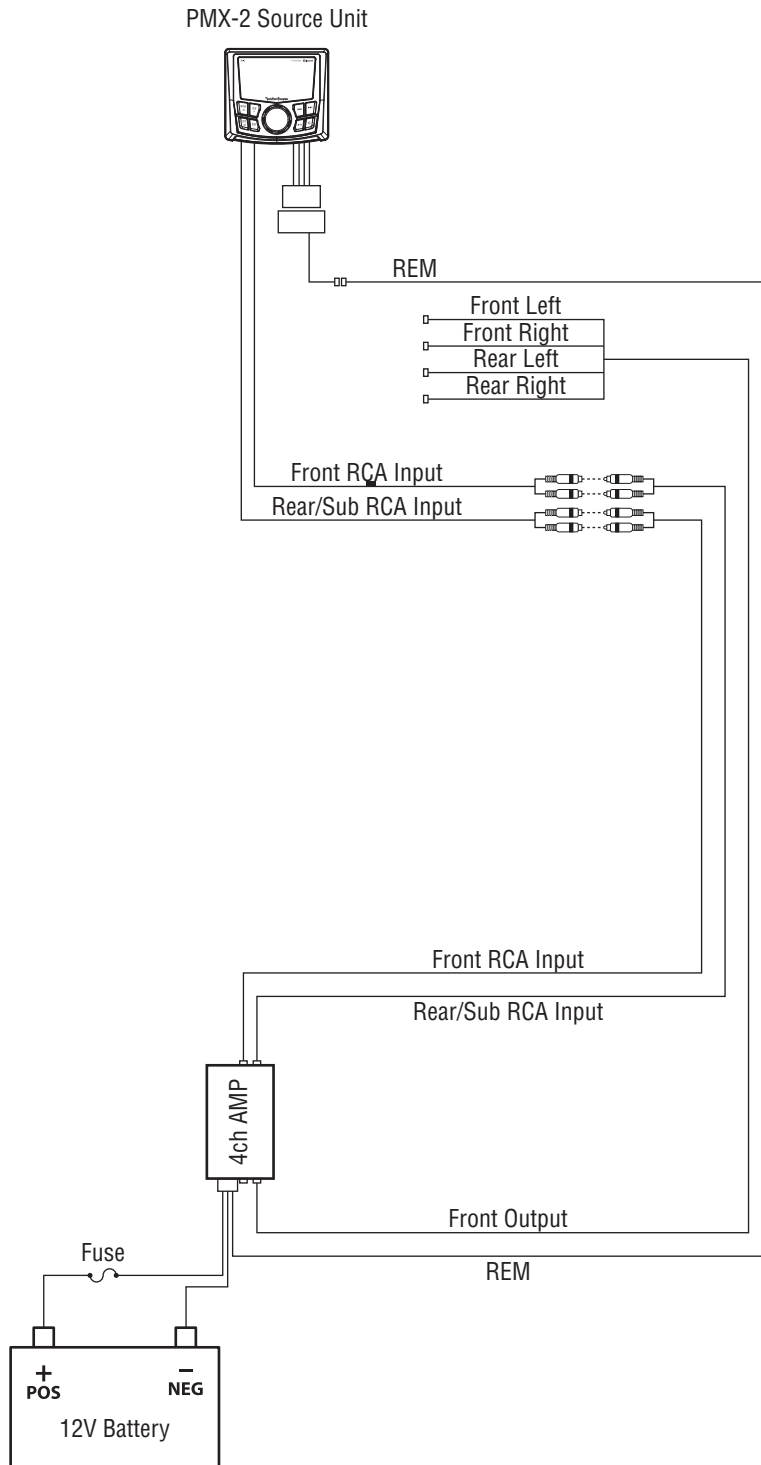 PMX-2 Source Unit
REM
Front Left
Front Right
Rear Left
Rear Right
Front RCA Input
Rear/Sub RCA Input
Front RCA Input
Rear/Sub RCA Input
4ch AMP
Front Output
Fuse
REM
+
POS
−
NEG
12V Battery